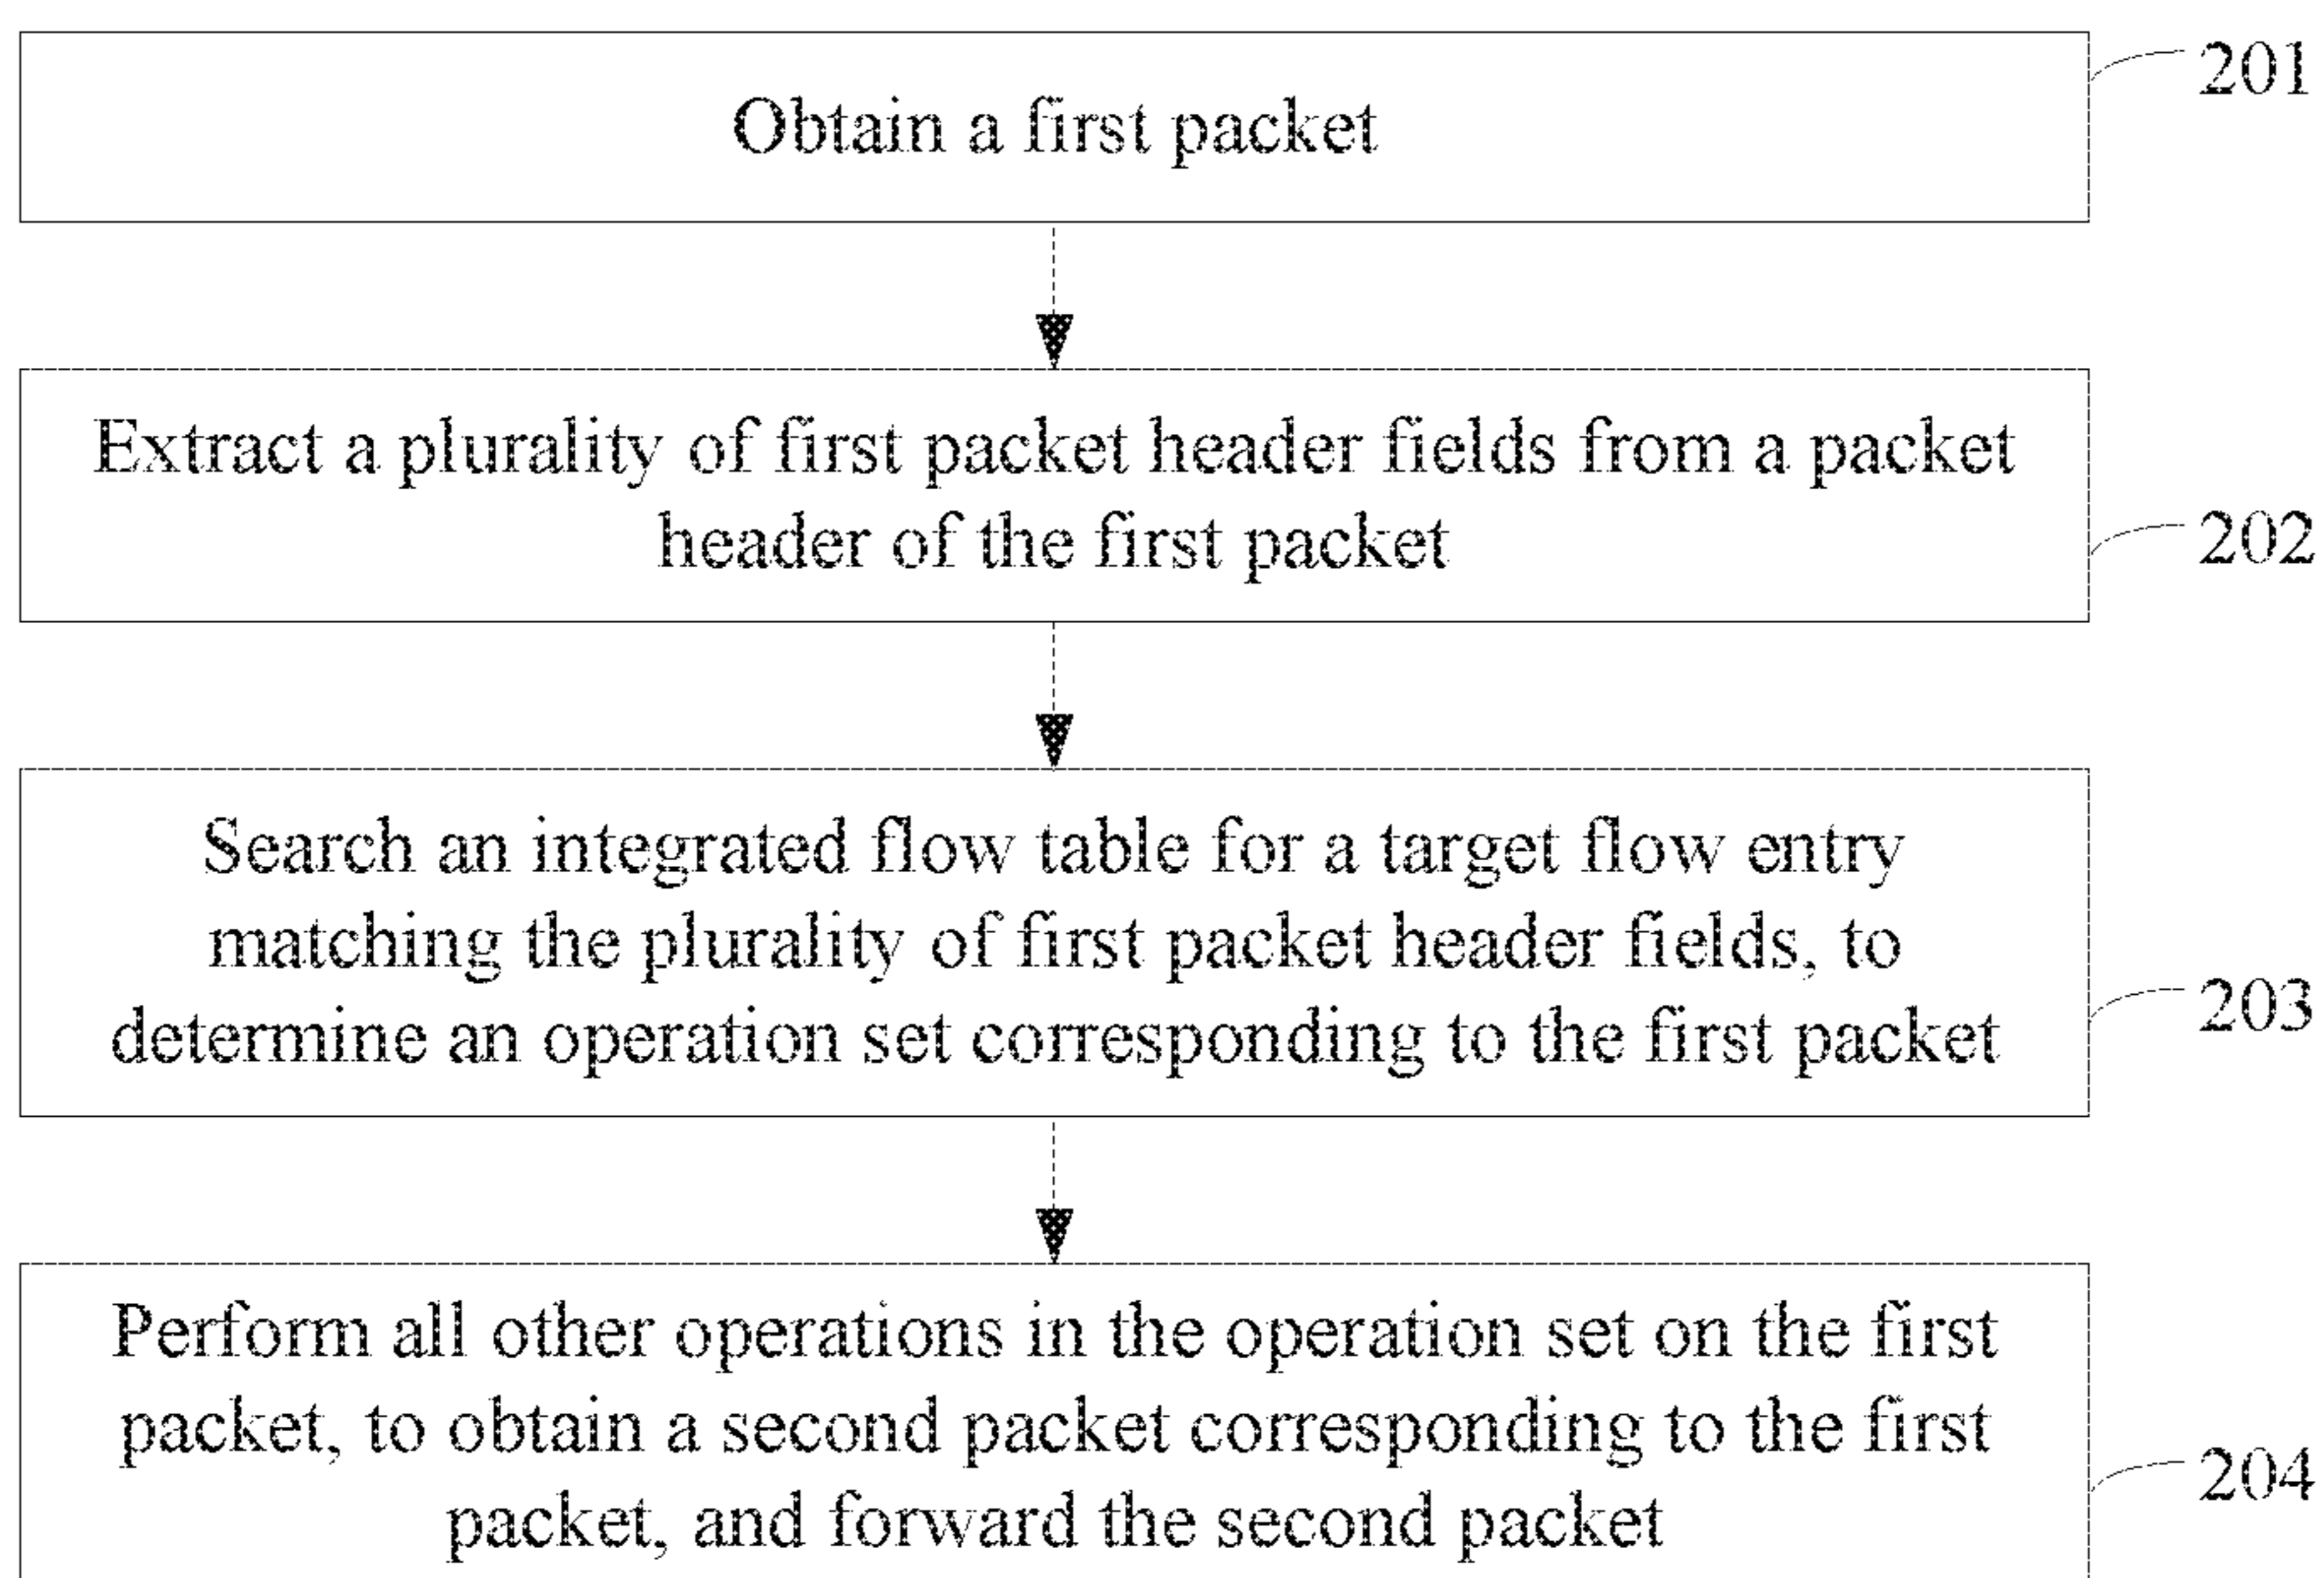 Obtain a first packet
201
Extract a plurality of first packet header fields from a packet
header of the first packet
202
Search an integrated flow table for a target flow entry
matching the plurality of first packet header fields, to
determine an operation set corresponding to the first packet
203
Perform all other operations in the operation set on the first
packet, to obtain a second packet corresponding to the first
packet, and forward the second packet
204